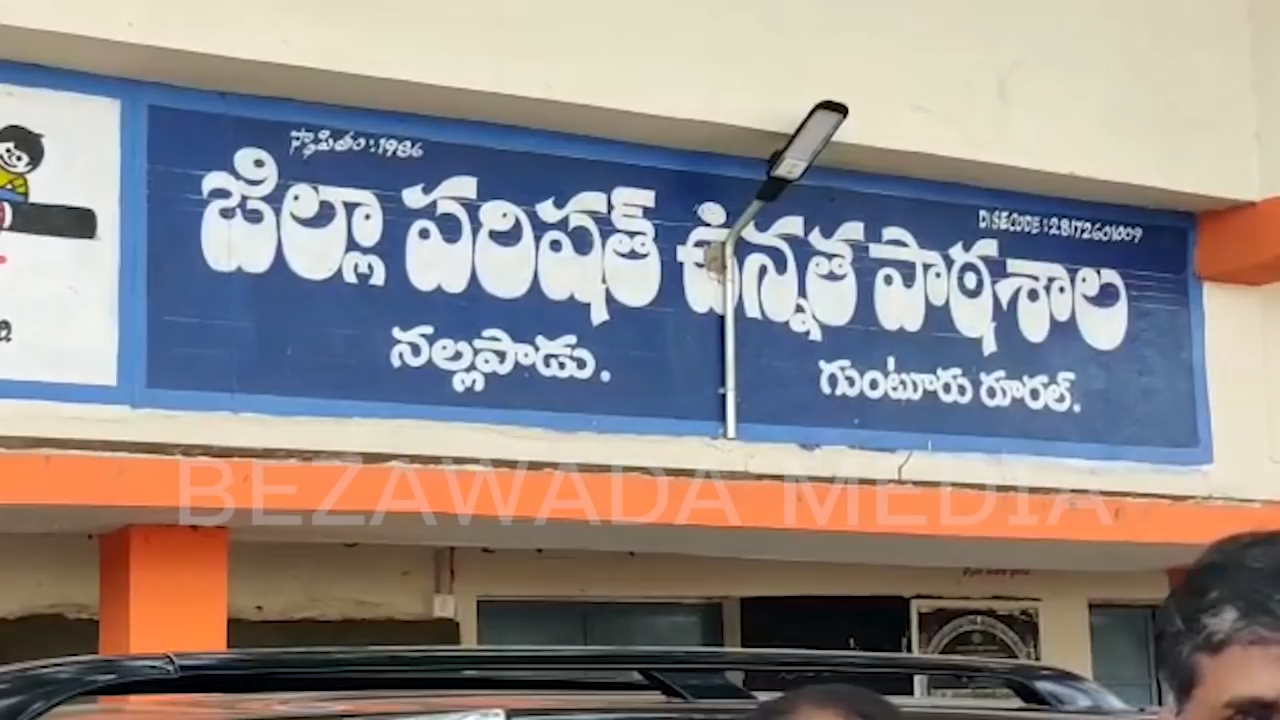 స్థాపితం : 1986
DISECODE : 28172601009
జిల్లా పరిషత్ ఉన్నత పాఠశాల
నల్లపాడు.
గుంటూరు రూరల్.
BEZAWADA MEDIA